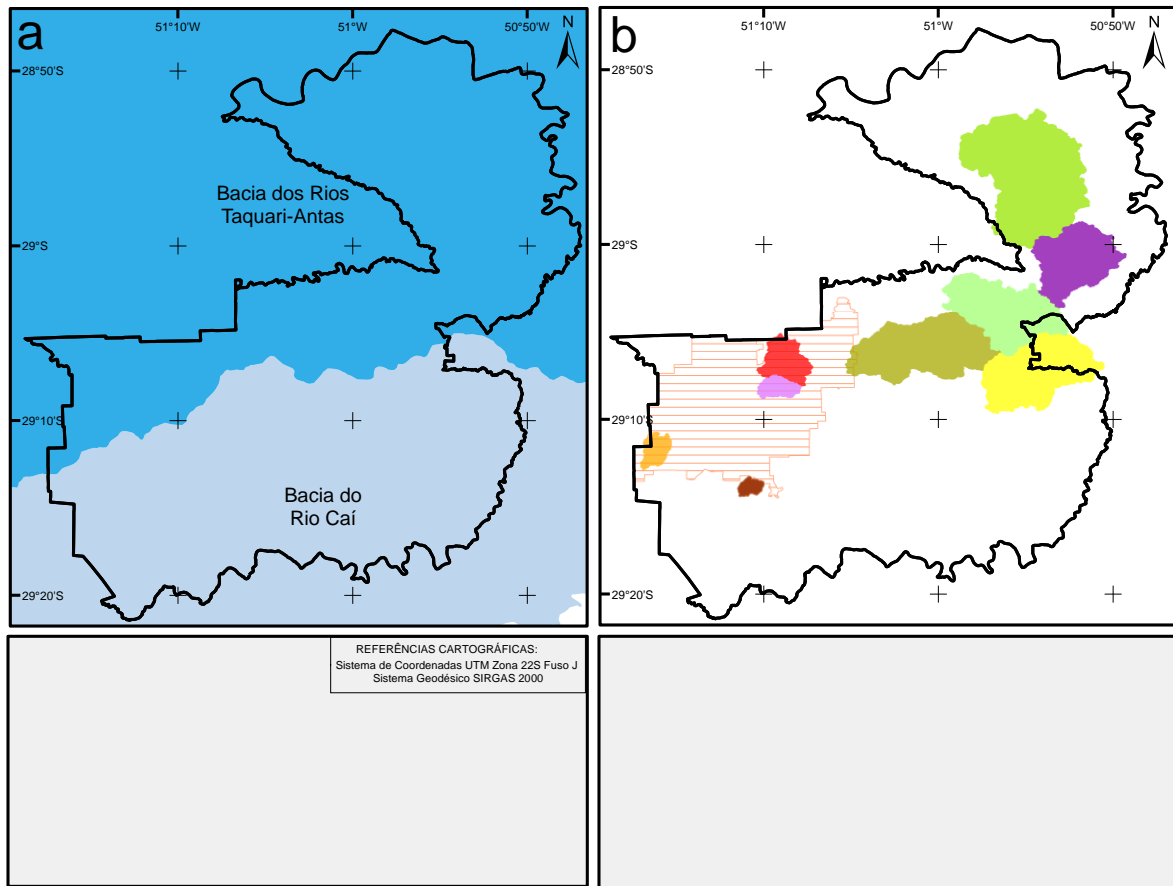 a
51°10'W
51°W
50°50'W
N
28°50'S
Bacia dos Rios
Taquari-Antas
29°S
29°10'S
Bacia do
Rio Caí
29°20'S
b
51°10'W
51°W
50°50'W
N
28°50'S
29°S
29°10'S
29°20'S
REFERÊNCIAS CARTOGRÁFICAS:
Sistema de Coordenadas UTM Zona 22S Fuso J
Sistema Geodésico SIRGAS 2000